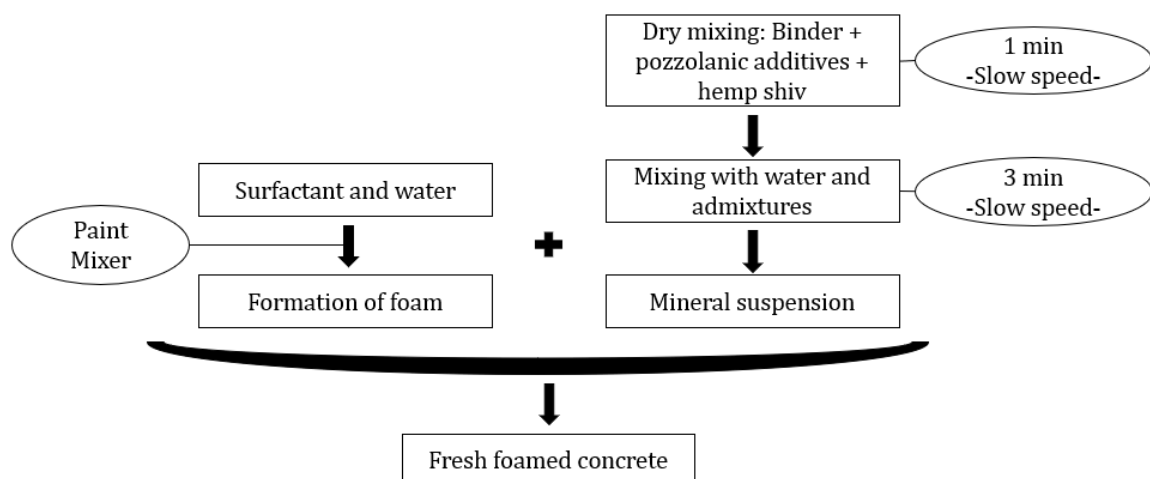 Dry mixing: Binder +
pozzolanic additives +
hemp shiv
1 min
-Slow speed-
Surfactant and water
Mixing with water and
admixtures
3 min
-Slow speed-
Paint
Mixer
Formation of foam
Mineral suspension
Fresh foamed concrete